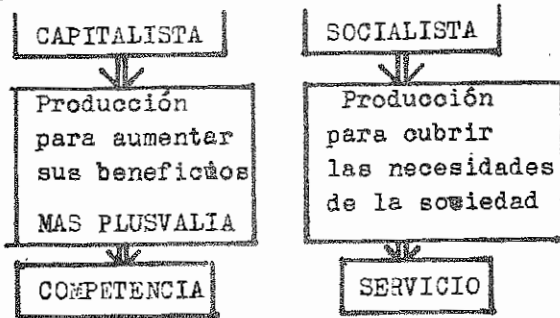 CAPITALISTA
Producción
para aumentar
sus beneficios
MAS PLUSVALIA
COMPETENCIA
SOCIALISTA
Producción
para cubrir
las necesidades
de la sociedad
SERVICIO